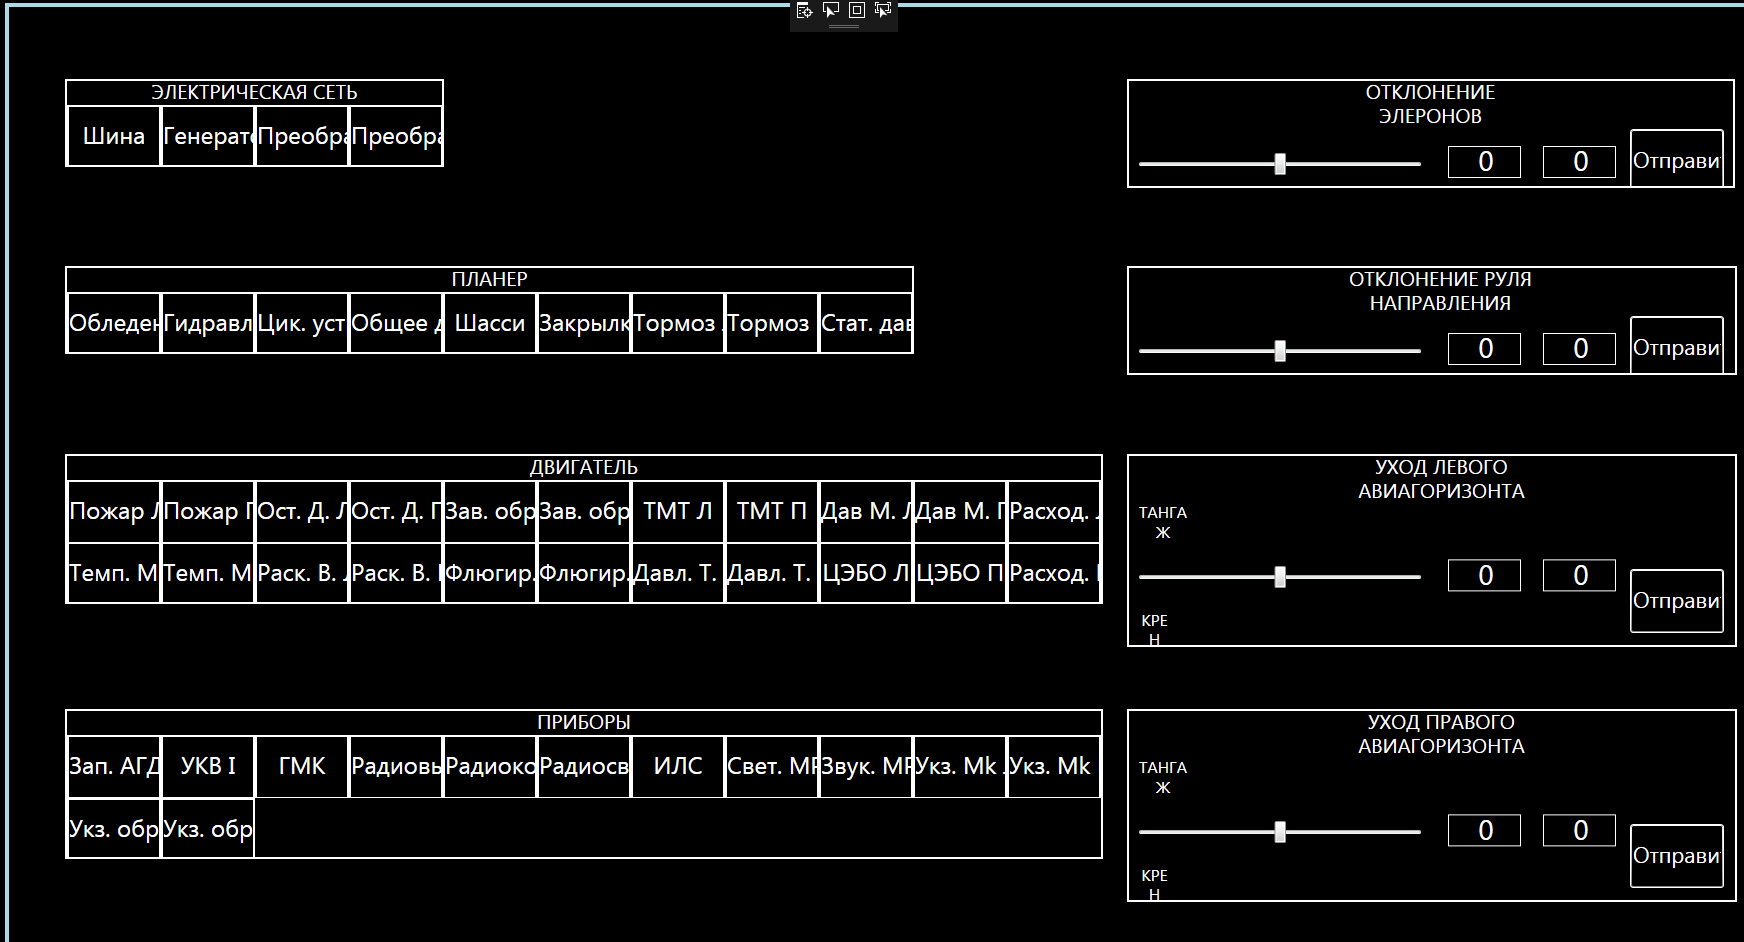 ЭЛЕКТРИЧЕСКАЯ СЕТЬ
Шина Генерато Преобра Преобра
ПЛАНЕР
Обледен Гидравл Цик. уст Общее д Шасси Закрылк Тормоз Тормоз Стат. дав
ДВИГАТЕЛЬ
Пожар Л Пожар П Ост. Д. Л Ост. Д. П Зав. обр Зав. обр ТМТ Л ТМТ П Дав М. Л Дав М. П Расход. Л
Темп. М Темп. М Раск. В. Л Раск. В. П Флюгир. Флюгир. Давл. Т. Давл. Т. ЦЭБО Л ЦЭБО П Расход. П
ПРИБОРЫ
Зап. АГД УКВ I ГМК Радиовы Радиоко Радиосв ИЛС Свет. МР Звук. МР Укз. Mk Укз. Mk
Укз. обр Укз. обр
ОТКЛОНЕНИЕ
ЭЛЕРОНОВ
0 0 Отправи
ОТКЛОНЕНИЕ РУЛЯ
НАПРАВЛЕНИЯ
0 0 Отправи
УХОД ЛЕВОГО
АВИАГОРИЗОНТА
ТАНГА
Ж
0 0 Отправи
КРЕ
Н
УХОД ПРАВОГО
АВИАГОРИЗОНТА
ТАНГА
Ж
0 0 Отправи
КРЕ
Н